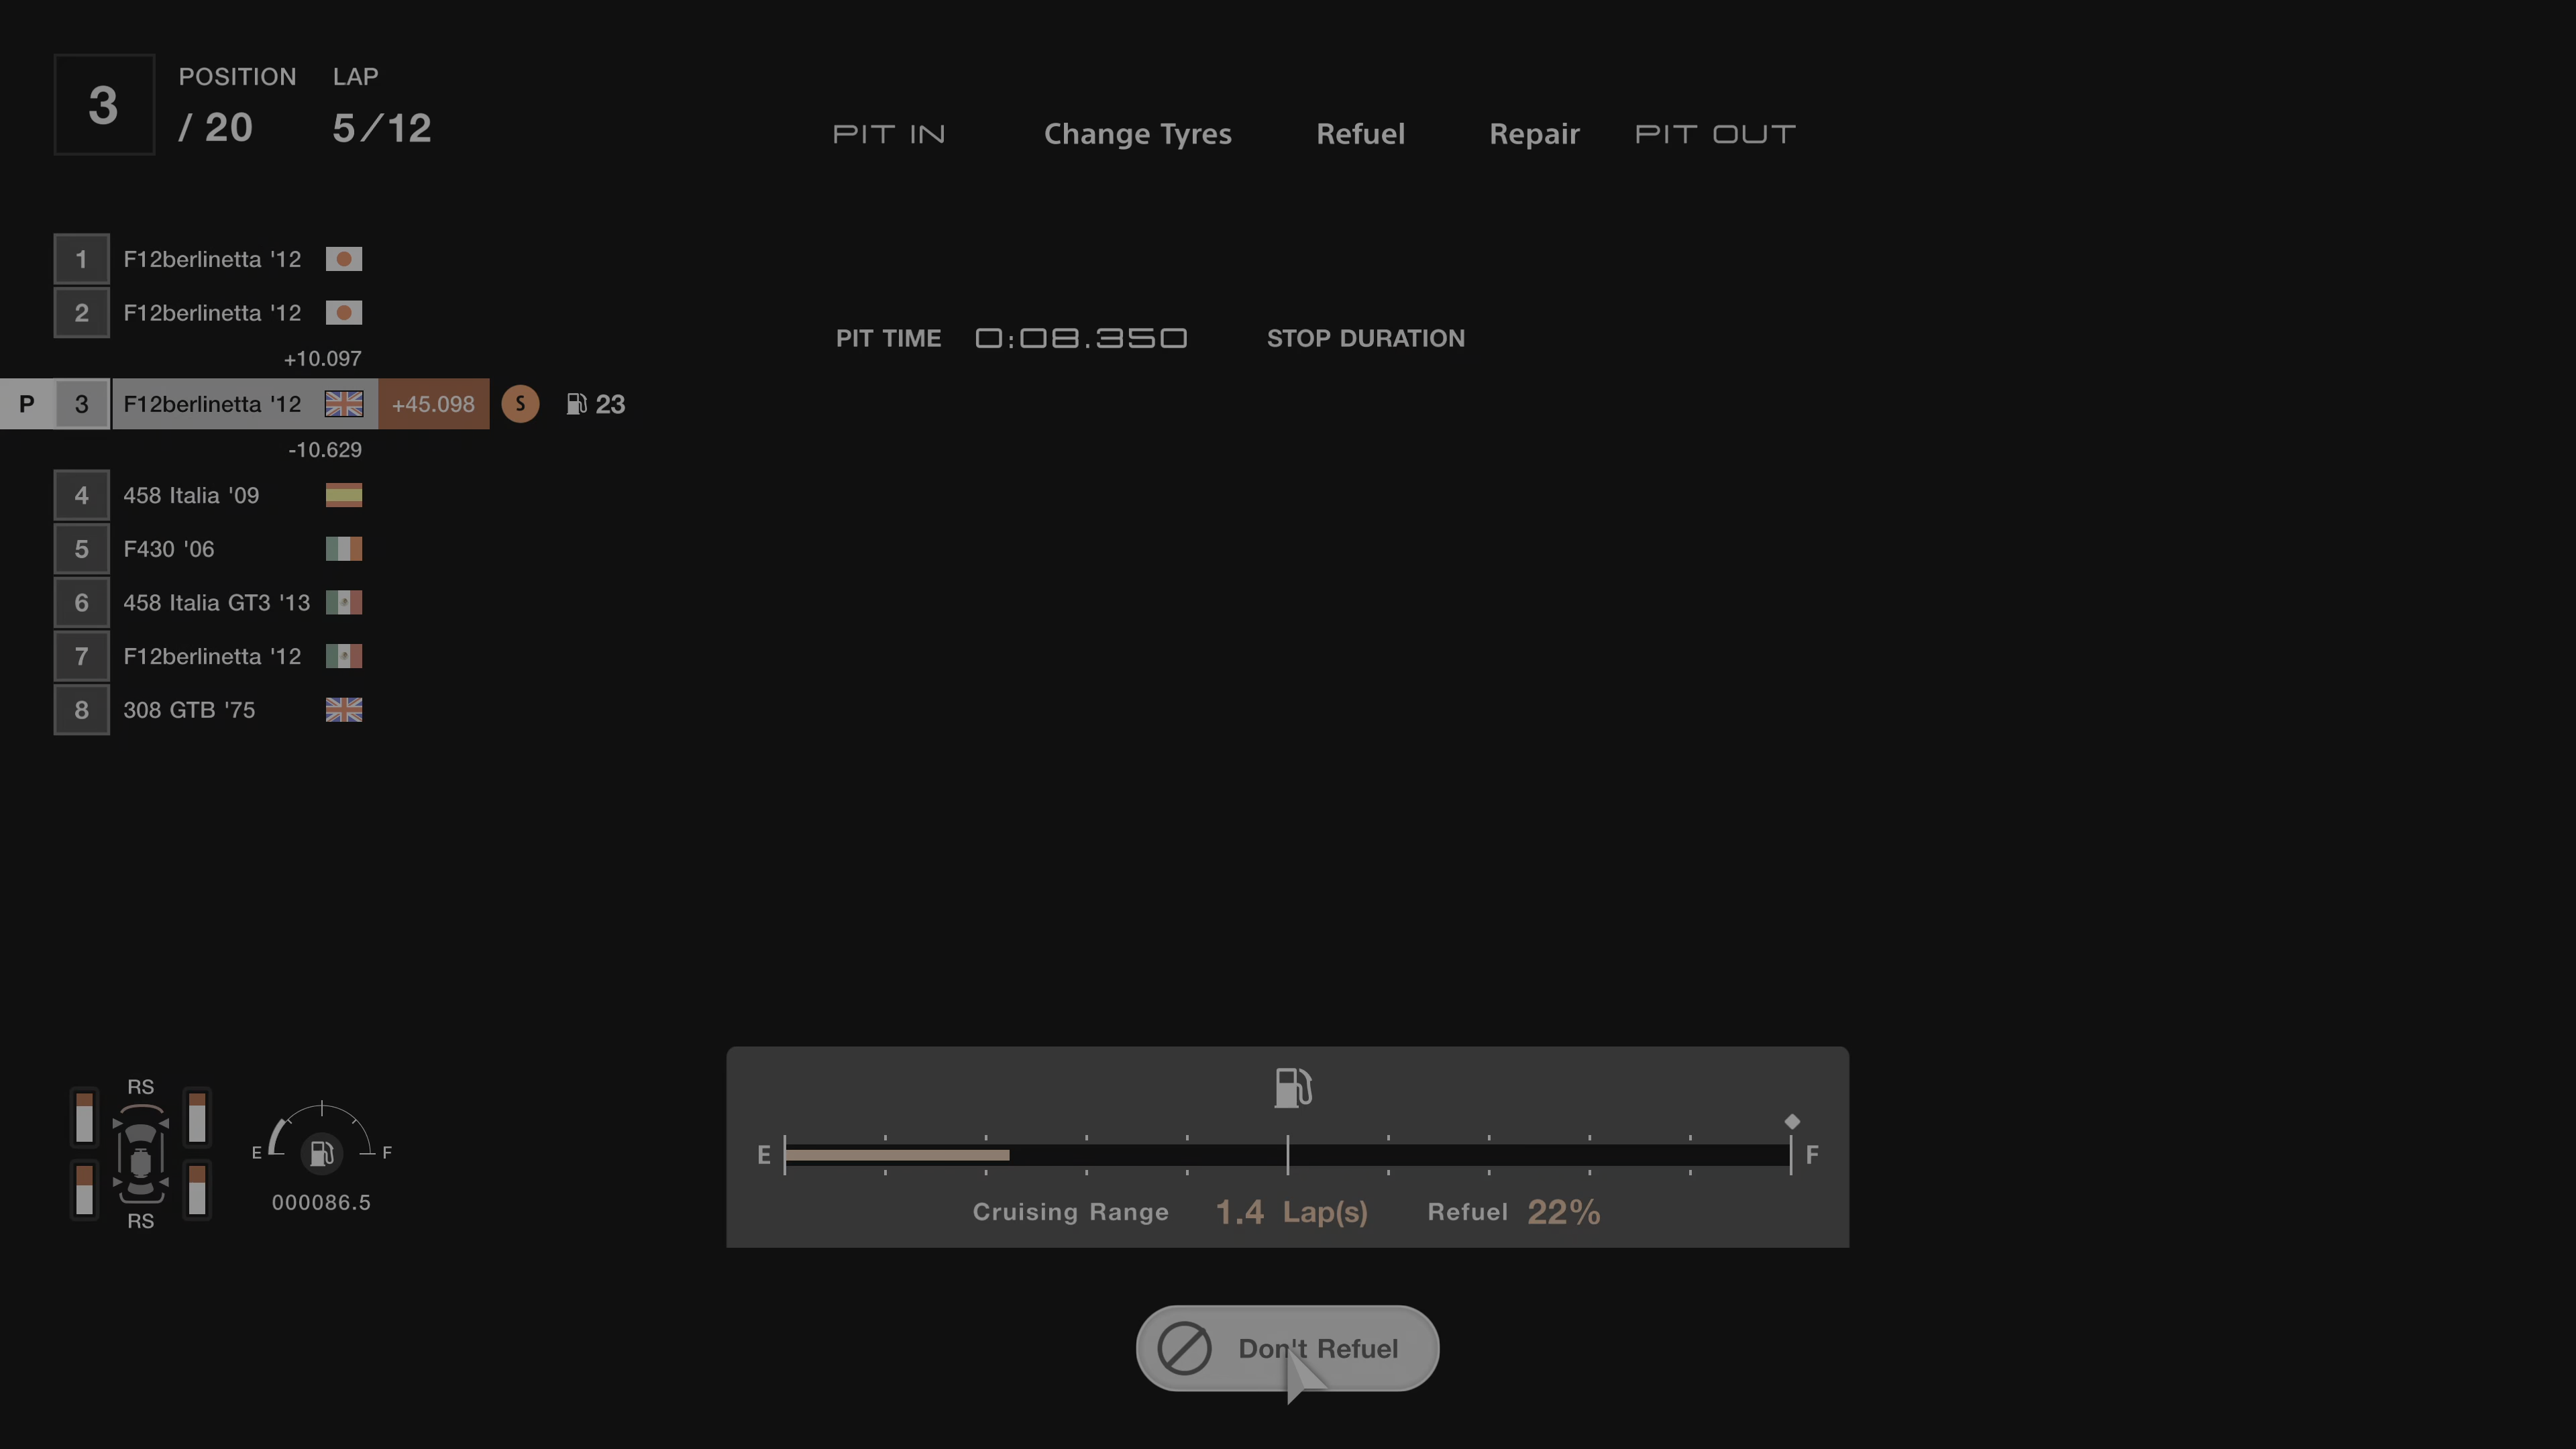 3
POSITION LAP
/ 20 5/12
PIT IN Change Tyres Refuel Repair PIT OUT
1 F12berlinetta '12
2 F12berlinetta '12
PIT TIME 0:08.350 STOP DURATION
+10.097
P 3 F12berlinetta '12 +45.098 S 23
-10.629
4 458 Italia '09
5 F430 '06
6 458 Italia GT3 '13
7 F12berlinetta '12
8 308 GTB '75
RS
E F
000086.5
RS
E F
Cruising Range 1.4 Lap(s) Refuel 22%
Don't Refuel